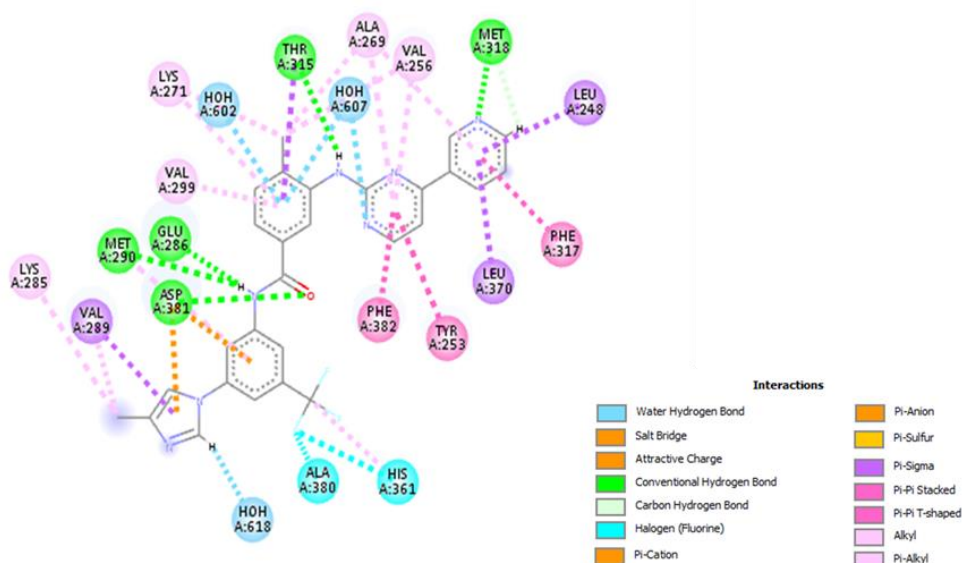 ALA
A:269
MET
A:318
THR
A:315
VAL
A:256
LYS
A:271
HOH
A:602
HOH
A:607
LEU
A:248
H
H
N
N
N
N
VAL
A:299
GLU
A:286
MET
A:290
PHE
A:317
LYS
A:285
H
N
O
ASP
A:381
LEU
A:370
VAL
A:289
PHE
A:382
TYR
A:253
N
N
H
ALA
A:380
HIS
A:361
HOH
A:618
Interactions
Water Hydrogen Bond
Salt Bridge
Attractive Charge
Conventional Hydrogen Bond
Carbon Hydrogen Bond
Halogen (Fluorine)
Pi-Cation
Pi-Anion
Pi-Sulfur
Pi-Sigma
Pi-Pi Stacked
Pi-Pi T-shaped
Alkyl
Pi-Alkyl